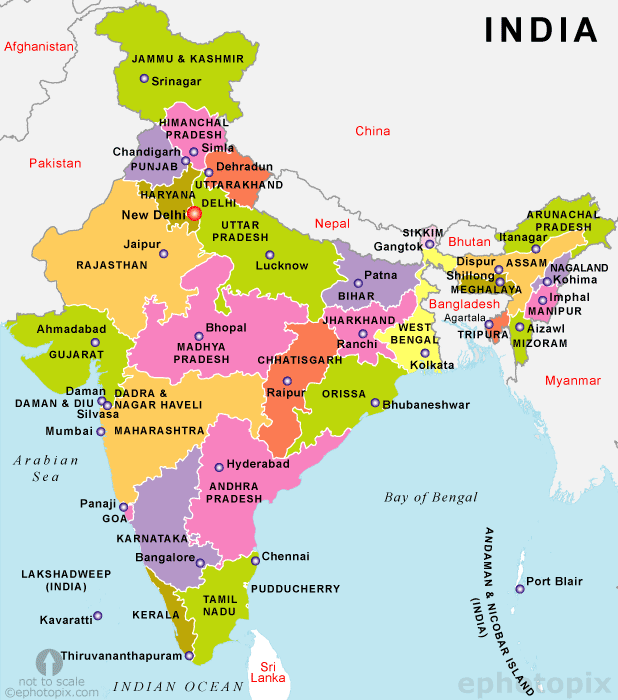 INDIA
Afghanistan
JAMMU & KASHMIR
Srinagar
China
HIMANCHAL
PRADESH
Simla
Chandigarh
PUNJAB
Dehradun
UTTARAKHAND
Pakistan
HARYANA
DELHI
New Delhi
UTTAR
PRADESH
Lucknow
Nepal
SIKKIM
Gangtok
Bhutan
ARUNACHAL
PRADESH
Itanagar
Jaipur
RAJASTHAN
Dispur
ASSAM
Shillong
MEGHALAYA
NAGALAND
Kohima
Patna
BIHAR
Imphal
MANIPUR
Bangladesh
Agartala
TRIPURA
Aizawl
MIZORAM
Myanmar
Ahmadabad
GUJARAT
Bhopal
MADHYA
PRADESH
JHARKHAND
Ranchi
WEST
BENGAL
Kolkata
CHHATISGARH
Raipur
ORISSA
Bhubaneshwar
Daman
DAMAN & DIU
Silvasa
DADRA &
NAGAR HAVELI
Mumbai
MAHARASHTRA
Arabian
Sea
Hyderabad
ANDHRA
PRADESH
Bay of Bengal
Panaji
GOA
KARNATAKA
Bangalore
Chennai
PUDDUCHERRY
LAKSHADWEEP
(INDIA)
Kavaratti
KERALA
TAMIL
NADU
Thiruvananthapuram
Sri
Lanka
Port Blair
ANDAMAN & NICOBAR ISLAND
(INDIA)
INDIAN OCEAN
not to scale
©ephotopix.com
ephotopix